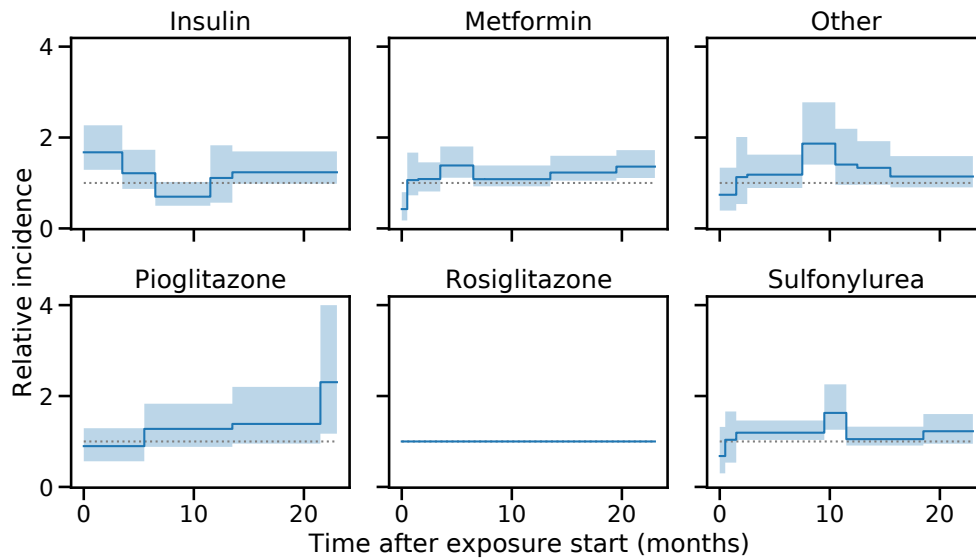 Insulin
Metformin
Other
4
2
0
Relative incidence
Pioglitazone
Rosiglitazone
Sulfonylurea
4
2
0
0 10 20
0 10 20
0 10 20
Time after exposure start (months)